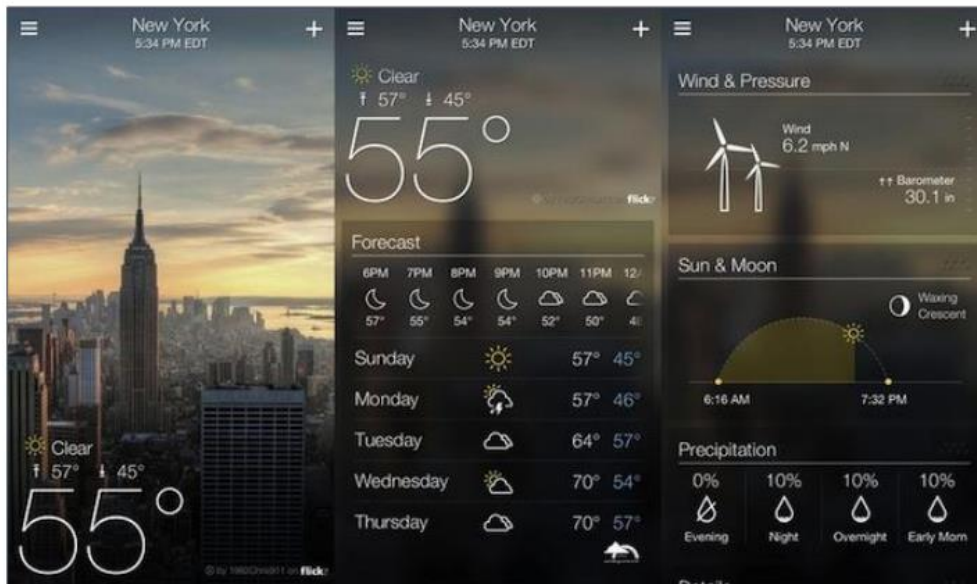 New York
5:34 PM EDT
Clear
57° 45°
55°
flickr
New York
5:34 PM EDT
Clear
57° 45°
55°
flickr
Forecast
6PM 7PM 8PM 9PM 10PM 11PM
57° 55° 54° 54° 52° 50°
Sunday 57° 45°
Monday 57° 46°
Tuesday 64° 57°
Wednesday 70° 54°
Thursday 70° 57°
New York
5:34 PM EDT
Wind & Pressure
Wind
6.2 mph N
Barometer
30.1 in
Sun & Moon
Waxing
Crescent
6:16 AM 7:32 PM
Precipitation
0% 10% 10% 10%
Evening Night Overnight Early Morn